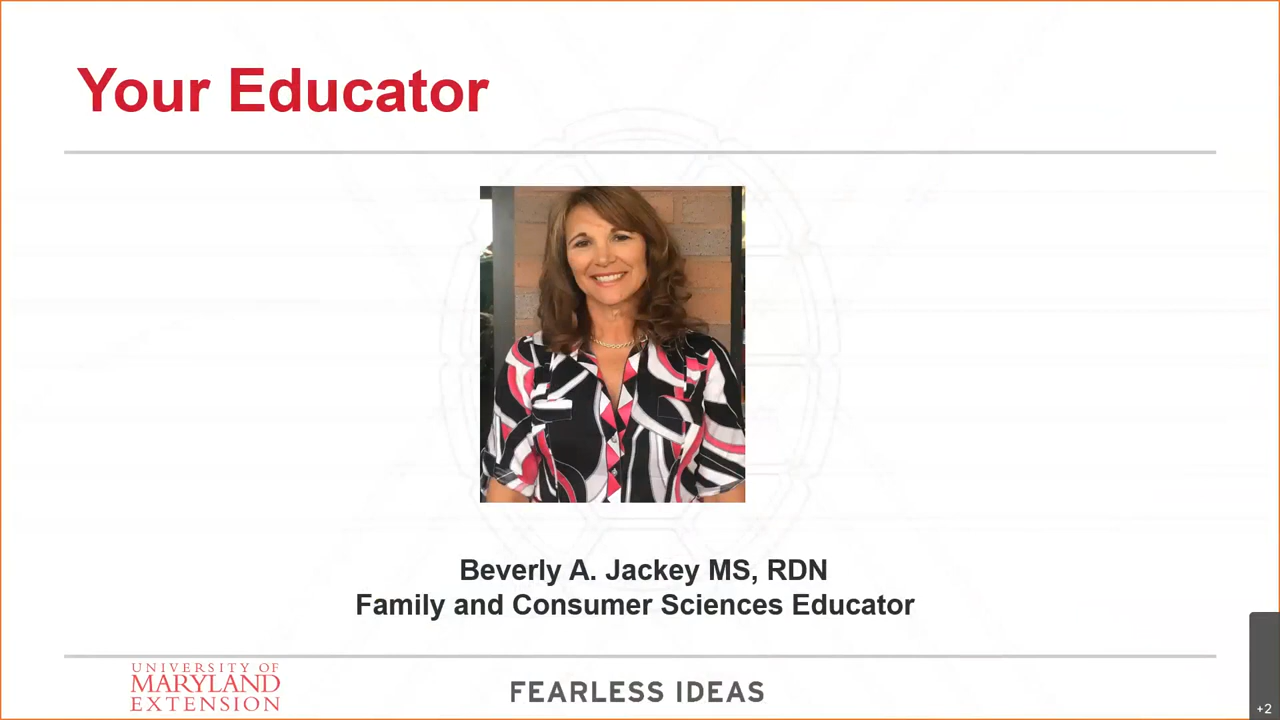 Your Educator
Beverly A. Jackey MS, RDN
Family and Consumer Sciences Educator
UNIVERSITY OF
MARYLAND
EXTENSION
FEARLESS IDEAS
+2